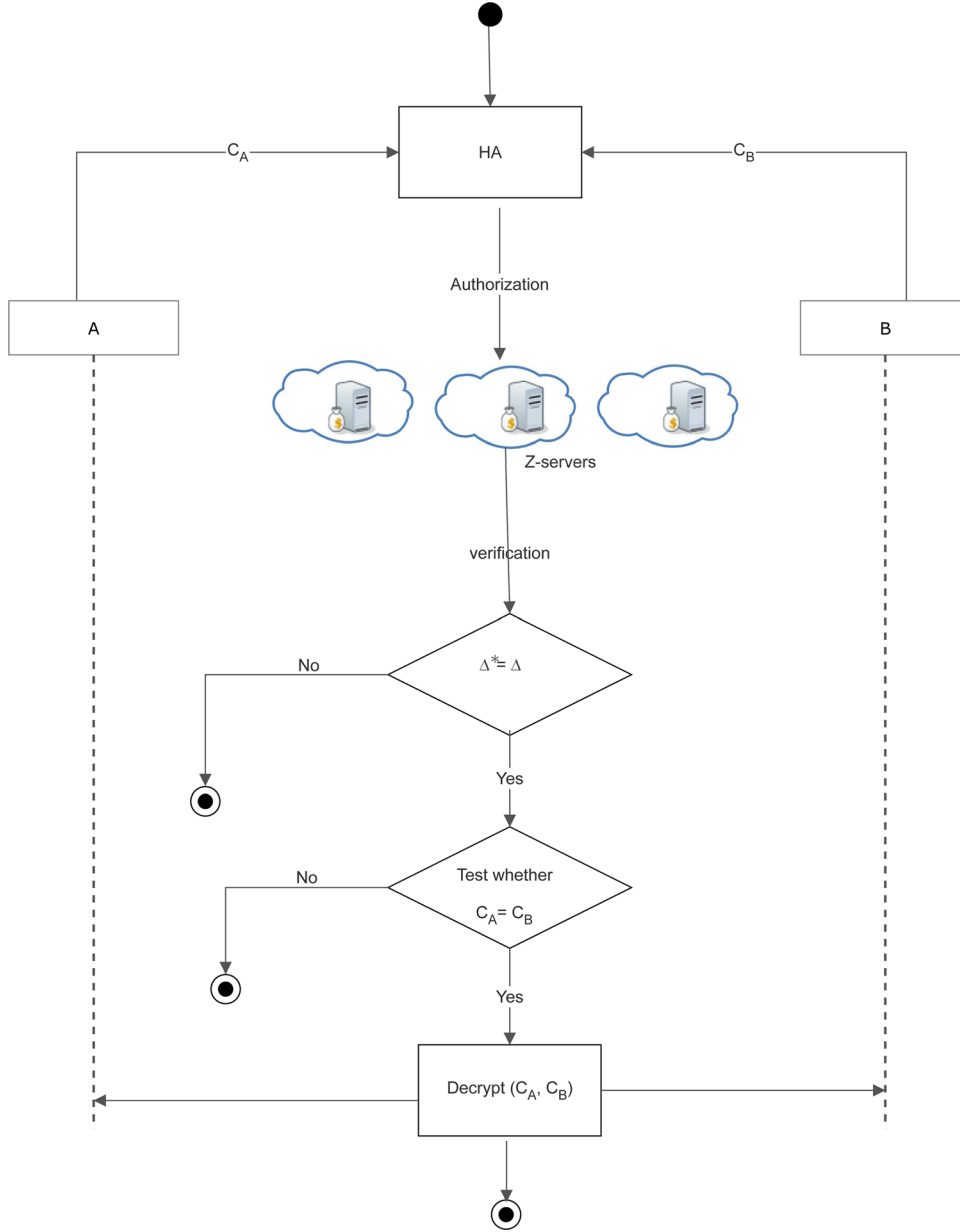 C_A
HA
C_B
Authorization
A
B
$
$
$
Z-servers
verification
Δ*= Δ
No
Yes
Test whether
C_A= C_B
No
Yes
Decrypt (C_A, C_B)